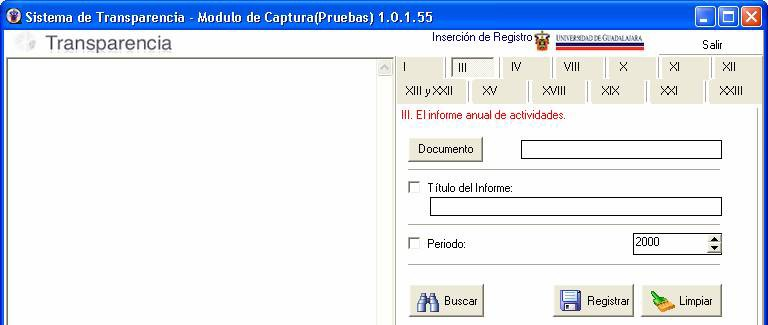 Sistema de Transparencia - Modulo de Captura(Pruebas) 1.0.1.55
Transparencia
Inserción de Registro
UNIVERSIDAD DE GUADALAJARA
Salir
I III IV VIII X XI XII
XIII y XXII XV XVIII XIX XXI XXIII
III. El informe anual de actividades.
Documento
Título del Informe:
Periodo: 2000
Buscar Registrar Limpiar